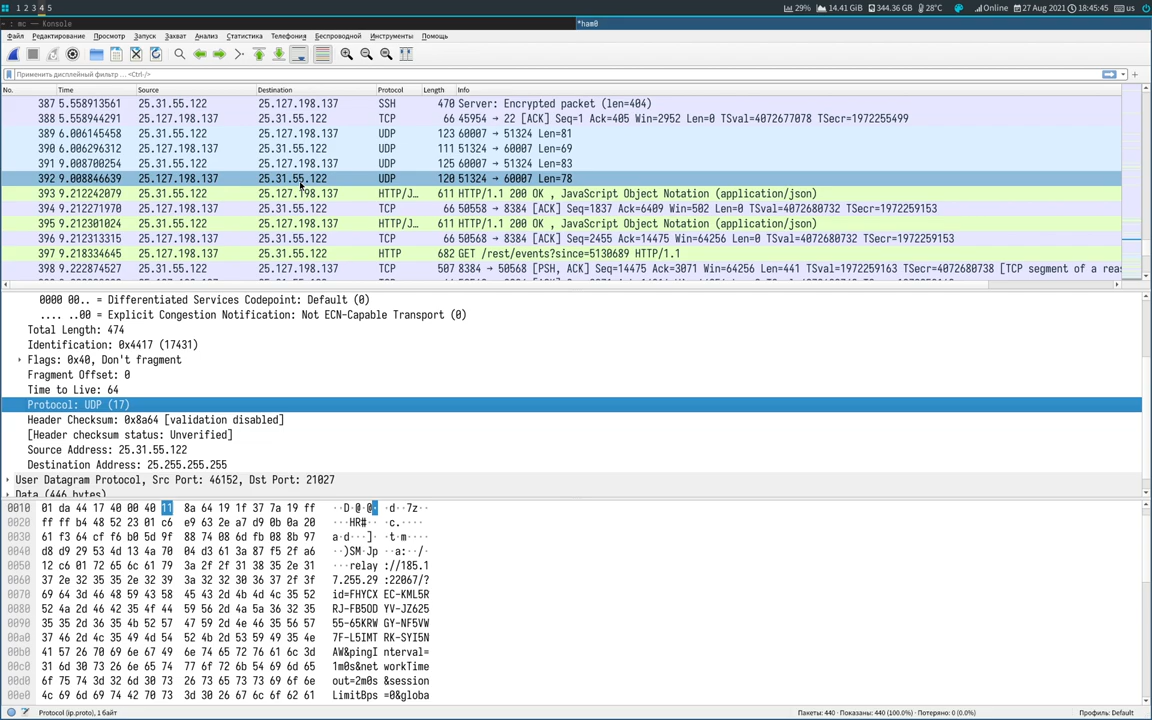 1 2 3 4 5 29% 14.41 GiB 344.36 GB 28°C Online 27 Aug 2021 18:45:45 us
~ : mc — Konsole *ham0
Файл Редактирование Просмотр Запуск Захват Анализ Статистика Телефония Беспроводной Инструменты Помощь
Применить дисплейный фильтр ... <Ctrl-/>
No. Time Source Destination Protocol Length Info
387 5.558913561 25.31.55.122 25.127.198.137 SSH 470 Server: Encrypted packet (len=404)
388 5.558944291 25.127.198.137 25.31.55.122 TCP 66 45954 → 22 [ACK] Seq=1 Ack=405 Win=2952 Len=0 TSval=4072677078 TSecr=1972255499
389 6.006145458 25.31.55.122 25.127.198.137 UDP 123 60007 → 51324 Len=81
390 6.006296312 25.127.198.137 25.31.55.122 UDP 111 51324 → 60007 Len=69
391 9.008700254 25.31.55.122 25.127.198.137 UDP 125 60007 → 51324 Len=83
392 9.008846639 25.127.198.137 25.31.55.122 UDP 120 51324 → 60007 Len=78
393 9.212242079 25.31.55.122 25.127.198.137 HTTP/J… 611 HTTP/1.1 200 OK , JavaScript Object Notation (application/json)
394 9.212271970 25.127.198.137 25.31.55.122 TCP 66 50558 → 8384 [ACK] Seq=1837 Ack=6409 Win=502 Len=0 TSval=4072680732 TSecr=1972259153
395 9.212301024 25.31.55.122 25.127.198.137 HTTP/J… 611 HTTP/1.1 200 OK , JavaScript Object Notation (application/json)
396 9.212313315 25.127.198.137 25.31.55.122 TCP 66 50568 → 8384 [ACK] Seq=2455 Ack=14475 Win=64256 Len=0 TSval=4072680732 TSecr=1972259153
397 9.218334645 25.127.198.137 25.31.55.122 HTTP 682 GET /rest/events?since=5130689 HTTP/1.1
398 9.222874527 25.31.55.122 25.127.198.137 TCP 507 8384 → 50568 [PSH, ACK] Seq=14475 Ack=3071 Win=64256 Len=441 TSval=1972259163 TSecr=4072680738 [TCP segment of a reas
0000 00.. = Differentiated Services Codepoint: Default (0)
.... ..00 = Explicit Congestion Notification: Not ECN-Capable Transport (0)
Total Length: 474
Identification: 0x4417 (17431)
Flags: 0x40, Don't fragment
Fragment Offset: 0
Time to Live: 64
Protocol: UDP (17)
Header Checksum: 0x8a64 [validation disabled]
[Header checksum status: Unverified]
Source Address: 25.31.55.122
Destination Address: 25.255.255.255
User Datagram Protocol, Src Port: 46152, Dst Port: 21027
Data (446 bytes)
0010 01 da 44 17 40 00 40 11 8a 64 19 1f 37 7a 19 ff ··D·@·@· ·d··7z··
0020 ff ff b4 48 52 23 01 c6 e9 63 2e a7 d9 0b 0a 20 ···HR#·· ·c.····
0030 61 f3 64 cf f6 b0 5d 9f 88 74 08 6d fb 08 8b 97 a·d···]· ·t·m····
0040 d8 d9 29 53 4d 13 4a 70 04 d3 61 3a 87 f5 2f a6 ··)SM·Jp ··a:··/·
0050 12 c6 01 72 65 6c 61 79 3a 2f 2f 31 38 35 2e 31 ···relay ://185.1
0060 37 2e 32 35 35 2e 32 39 3a 32 32 30 36 37 2f 3f 7.255.29 :22067/?
0070 69 64 3d 46 48 59 43 58 45 43 2d 4b 4d 4c 35 52 id=FHYCX EC-KML5R
0080 52 4a 2d 46 42 35 4f 44 59 56 2d 4a 5a 36 32 35 RJ-FB5OD YV-JZ625
0090 35 35 2d 36 35 4b 52 57 47 59 2d 4e 46 35 56 57 55-65KRW GY-NF5VW
00a0 37 46 2d 4c 35 49 4d 54 52 4b 2d 53 59 49 35 4e 7F-L5IMT RK-SYI5N
00b0 41 57 26 70 69 6e 67 49 6e 74 65 72 76 61 6c 3d AW&pingI nterval=
00c0 31 6d 30 73 26 6e 65 74 77 6f 72 6b 54 69 6d 65 1m0s&net workTime
00d0 6f 75 74 3d 32 6d 30 73 26 73 65 73 73 69 6f 6e out=2m0s &session
00e0 4c 69 6d 69 74 42 70 73 3d 30 26 67 6c 6f 62 61 LimitBps =0&globa
Protocol (ip.proto), 1 байт Пакеты: 440 · Показаны: 440 (100.0%) · Потеряно: 0 (0.0%) Профиль: Default